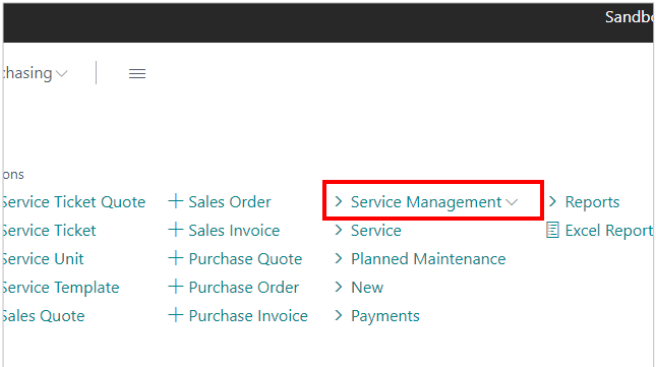 Sandbo
chasing
ons
Service Ticket Quote
Service Ticket
Service Unit
Service Template
Sales Quote
+ Sales Order
+ Sales Invoice
+ Purchase Quote
+ Purchase Order
+ Purchase Invoice
> Service Management
> Service
> Planned Maintenance
> New
> Payments
> Reports
Excel Report